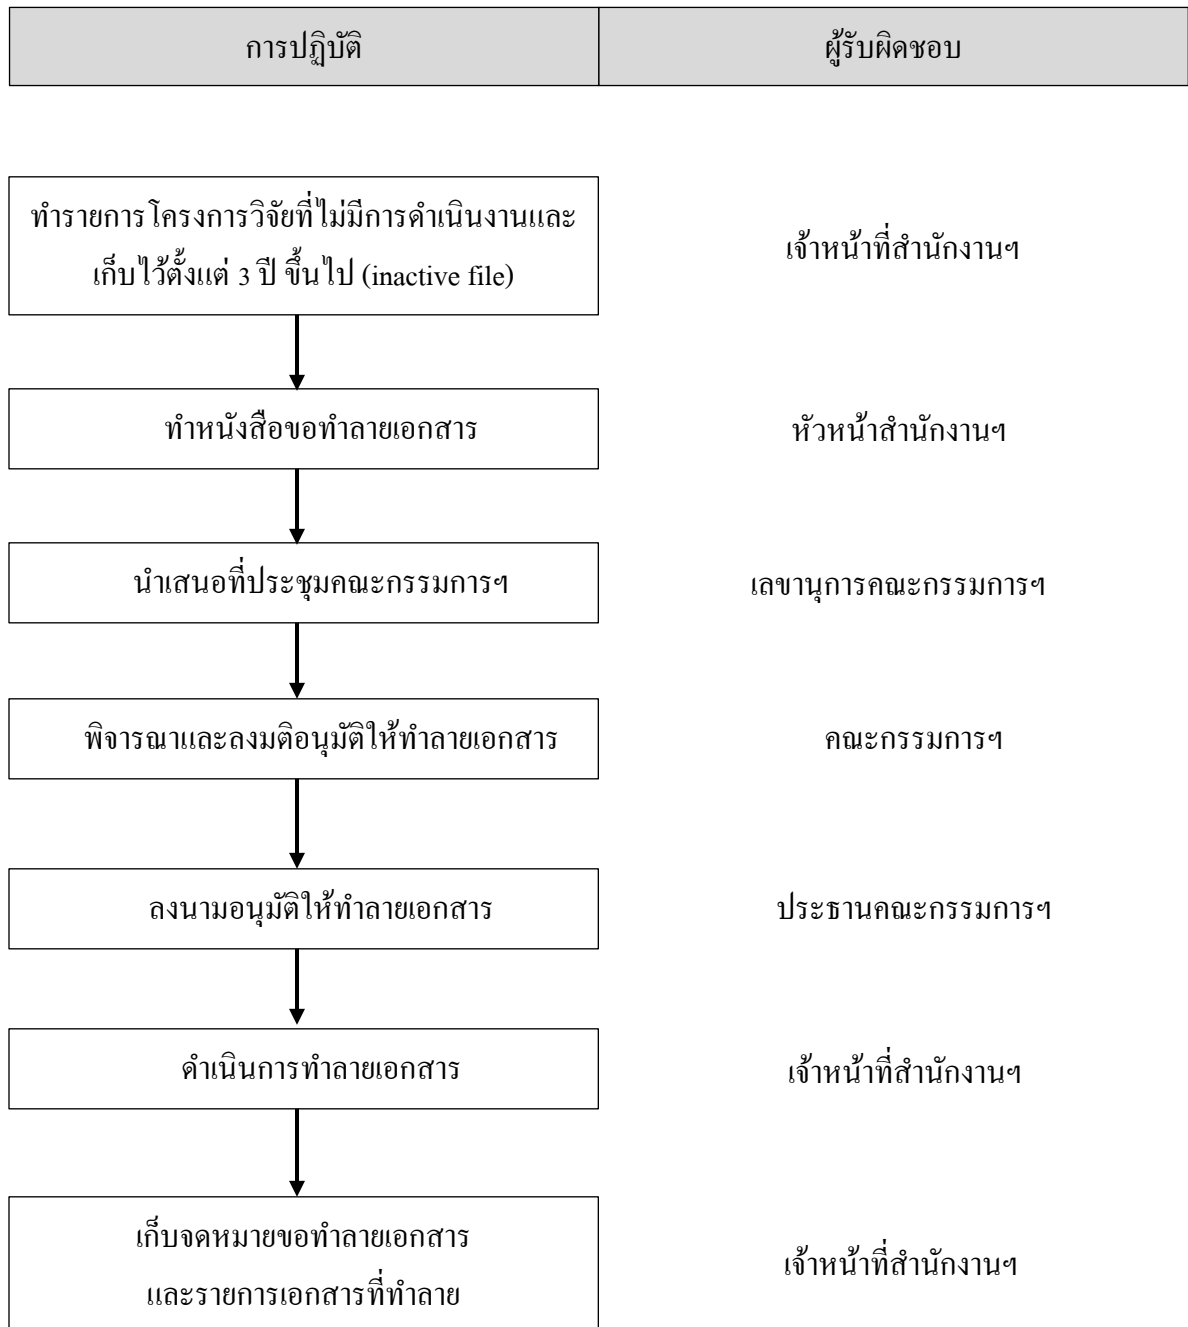 การปฏิบัติ
ผู้รับผิดชอบ
ทำรายการโครงการวิจัยที่ไม่มีการดำเนินงานและ
เก็บไว้ตั้งแต่ 3 ปี ขึ้นไป (inactive file)
เจ้าหน้าที่สำนักงานฯ
ทำหนังสือขอทำลายเอกสาร
หัวหน้าสำนักงานฯ
นำเสนอที่ประชุมคณะกรรมการฯ
เลขานุการคณะกรรมการฯ
พิจารณาและลงมติอนุมัติให้ทำลายเอกสาร
คณะกรรมการฯ
ลงนามอนุมัติให้ทำลายเอกสาร
ประธานคณะกรรมการฯ
ดำเนินการทำลายเอกสาร
เจ้าหน้าที่สำนักงานฯ
เก็บจดหมายขอทำลายเอกสาร
และรายการเอกสารที่ทำลาย
เจ้าหน้าที่สำนักงานฯ